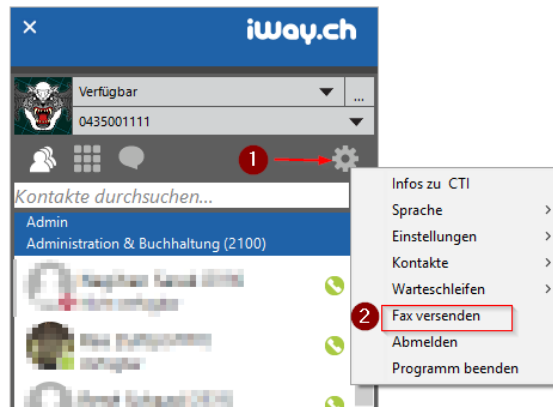 iway.ch
Verfügbar
...
0435001111
1
Kontakte durchsuchen...
Admin
Administration & Buchhaltung (2100)
Infos zu CTI
Sprache
Einstellungen
Kontakte
Warteschleifen
2
Fax versenden
Abmelden
Programm beenden